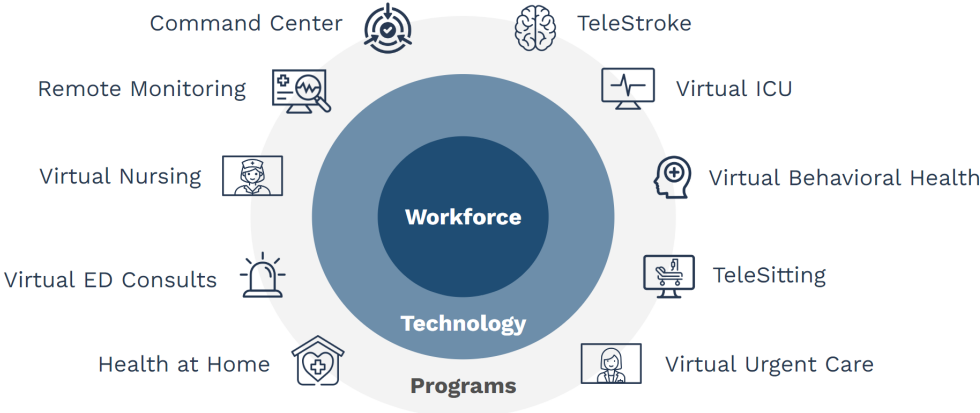 Command Center
TeleStroke
Remote Monitoring
Virtual ICU
Virtual Nursing
Virtual Behavioral Health
Workforce
Virtual ED Consults
TeleSitting
Technology
Health at Home
Virtual Urgent Care
Programs